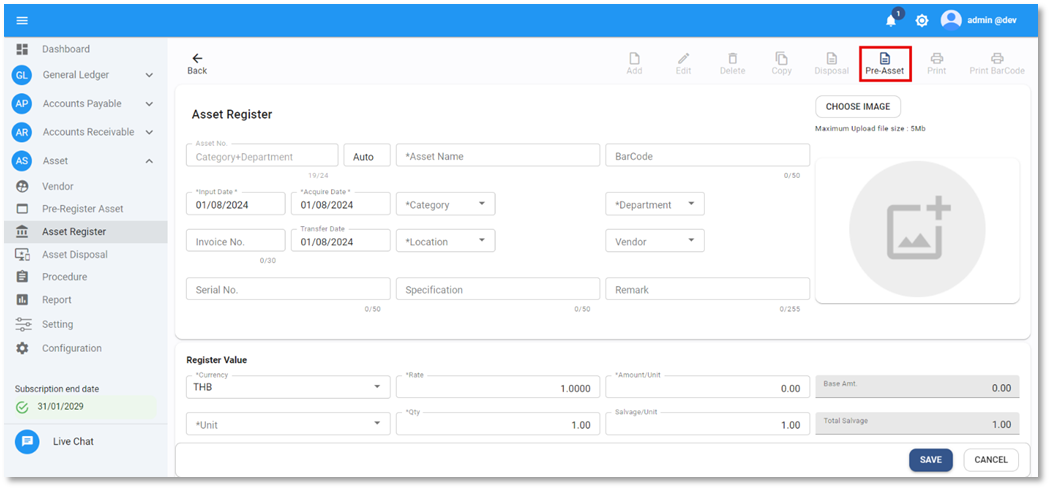 1
admin @dev
Dashboard
GL General Ledger
AP Accounts Payable
AR Accounts Receivable
AS Asset
Vendor
Pre-Register Asset
Asset Register
Asset Disposal
Procedure
Report
Setting
Configuration
Subscription end date
31/01/2029
Live Chat
Back
Add Edit Delete Copy Disposal Pre-Asset Print Print BarCode
Asset Register
CHOOSE IMAGE
Maximum Upload file size : 5Mb
Asset No.
Category+Department Auto *Asset Name BarCode
19/24 0/50
*Input Date * *Acquire Date *
01/08/2024 01/08/2024 *Category *Department
Transfer Date
Invoice No. 01/08/2024 *Location Vendor
0/30
Serial No. Specification Remark
0/50 0/50 0/255
Register Value
*Currency *Rate *Amount/Unit Base Amt.
THB 1.0000 0.00 0.00
*Qty Salvage/Unit Total Salvage
*Unit 1.00 1.00 1.00
SAVE CANCEL